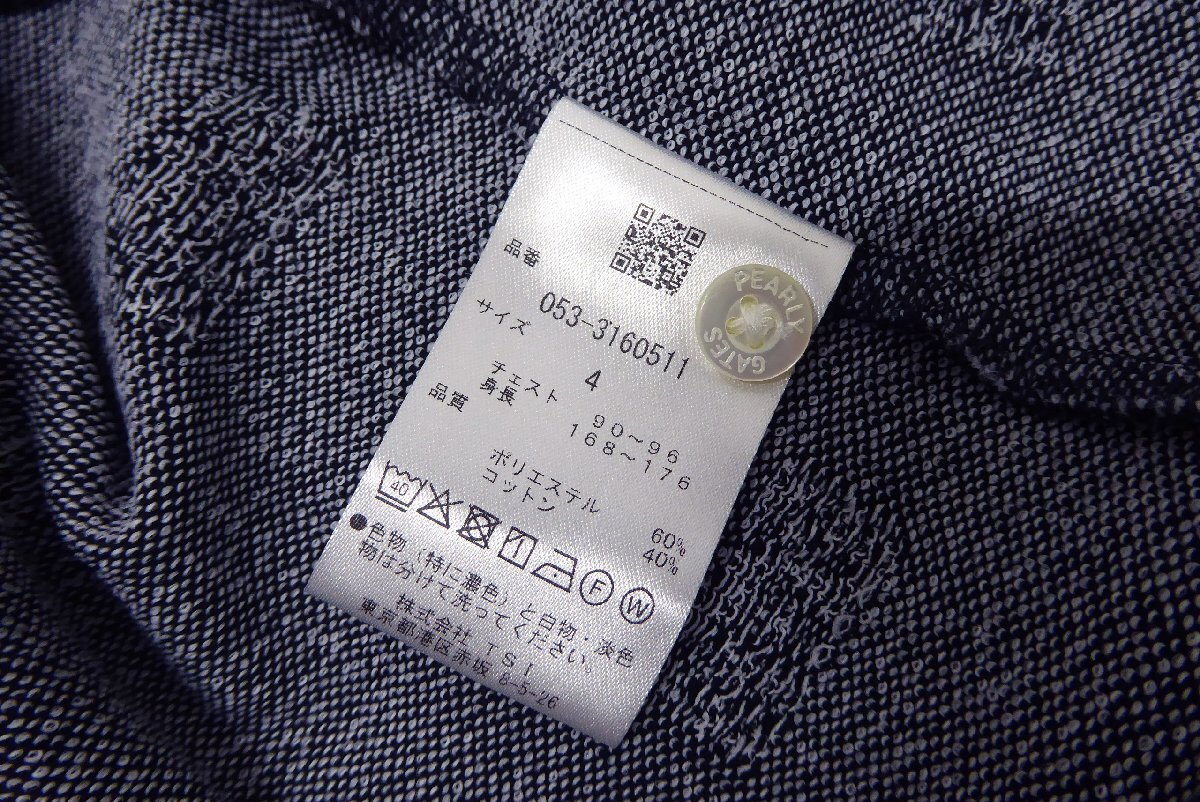 品番
053-3160511
サイズ
4
チェスト 90~96
身長 168~176
品質
ポリエステル 60%
コットン 40%
40
F W
●色物(特に濃色)と白物・淡色
物は分けて洗ってください。
株式会社 TSI
東京都港区赤坂 8-5-26
PEARLY
GATES